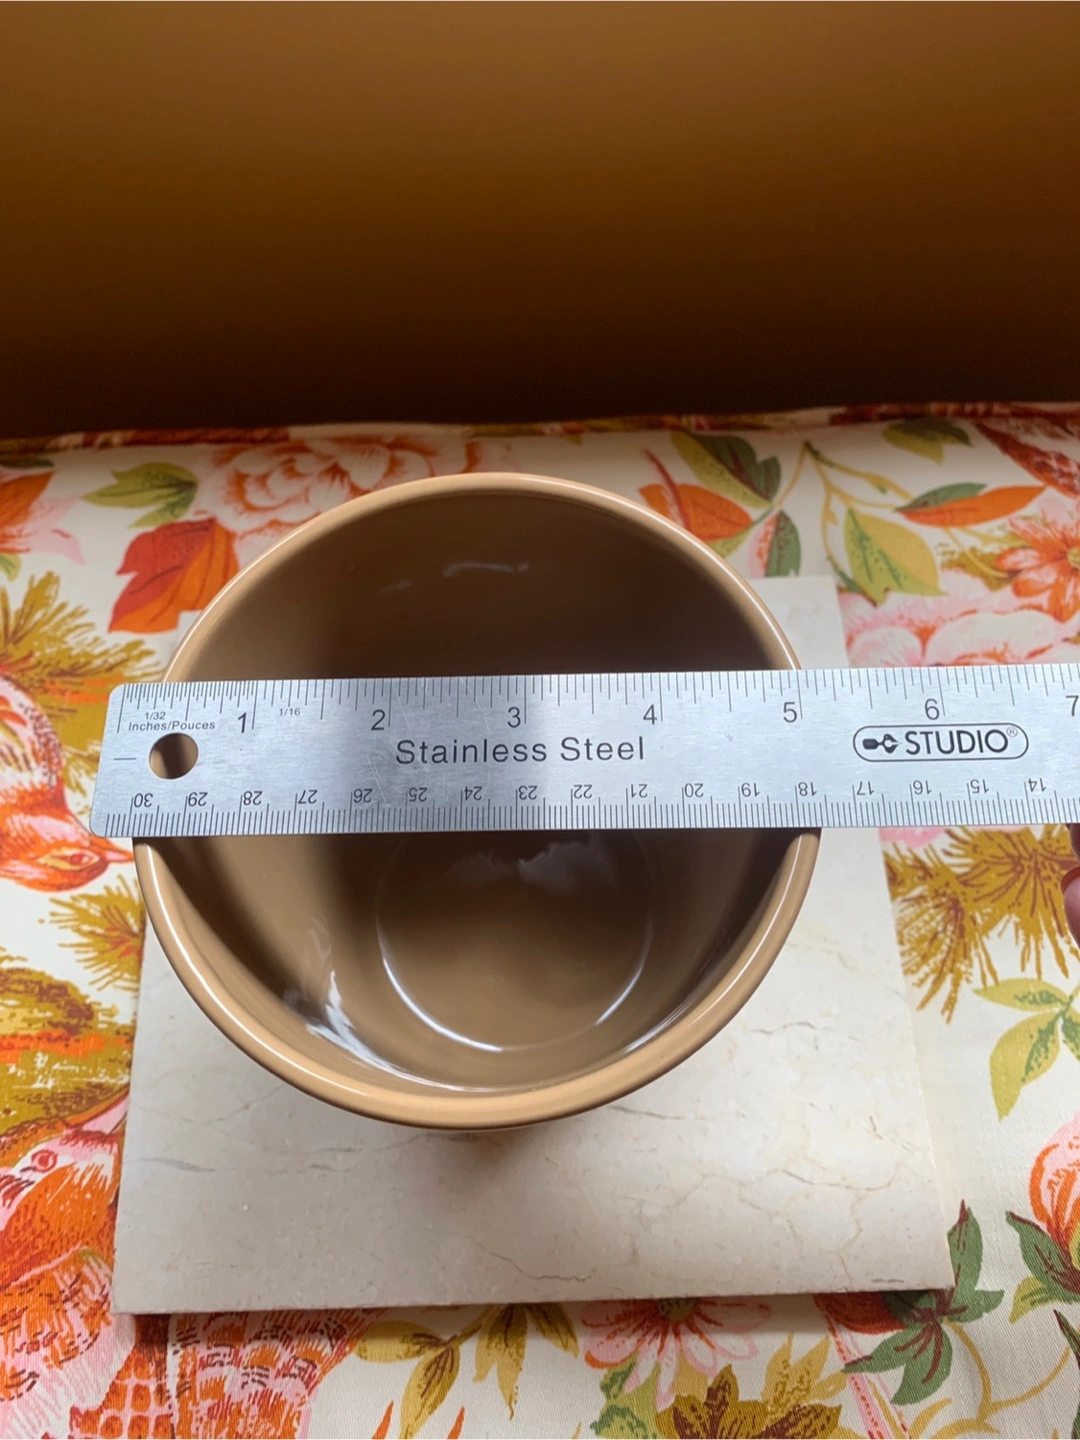 1/32 1 1/16 2 3 4 5 6 7
Inches/Pouces
Stainless Steel STUDIO®
30 29 28 27 26 25 24 23 22 21 20 19 18 17 16 15 14